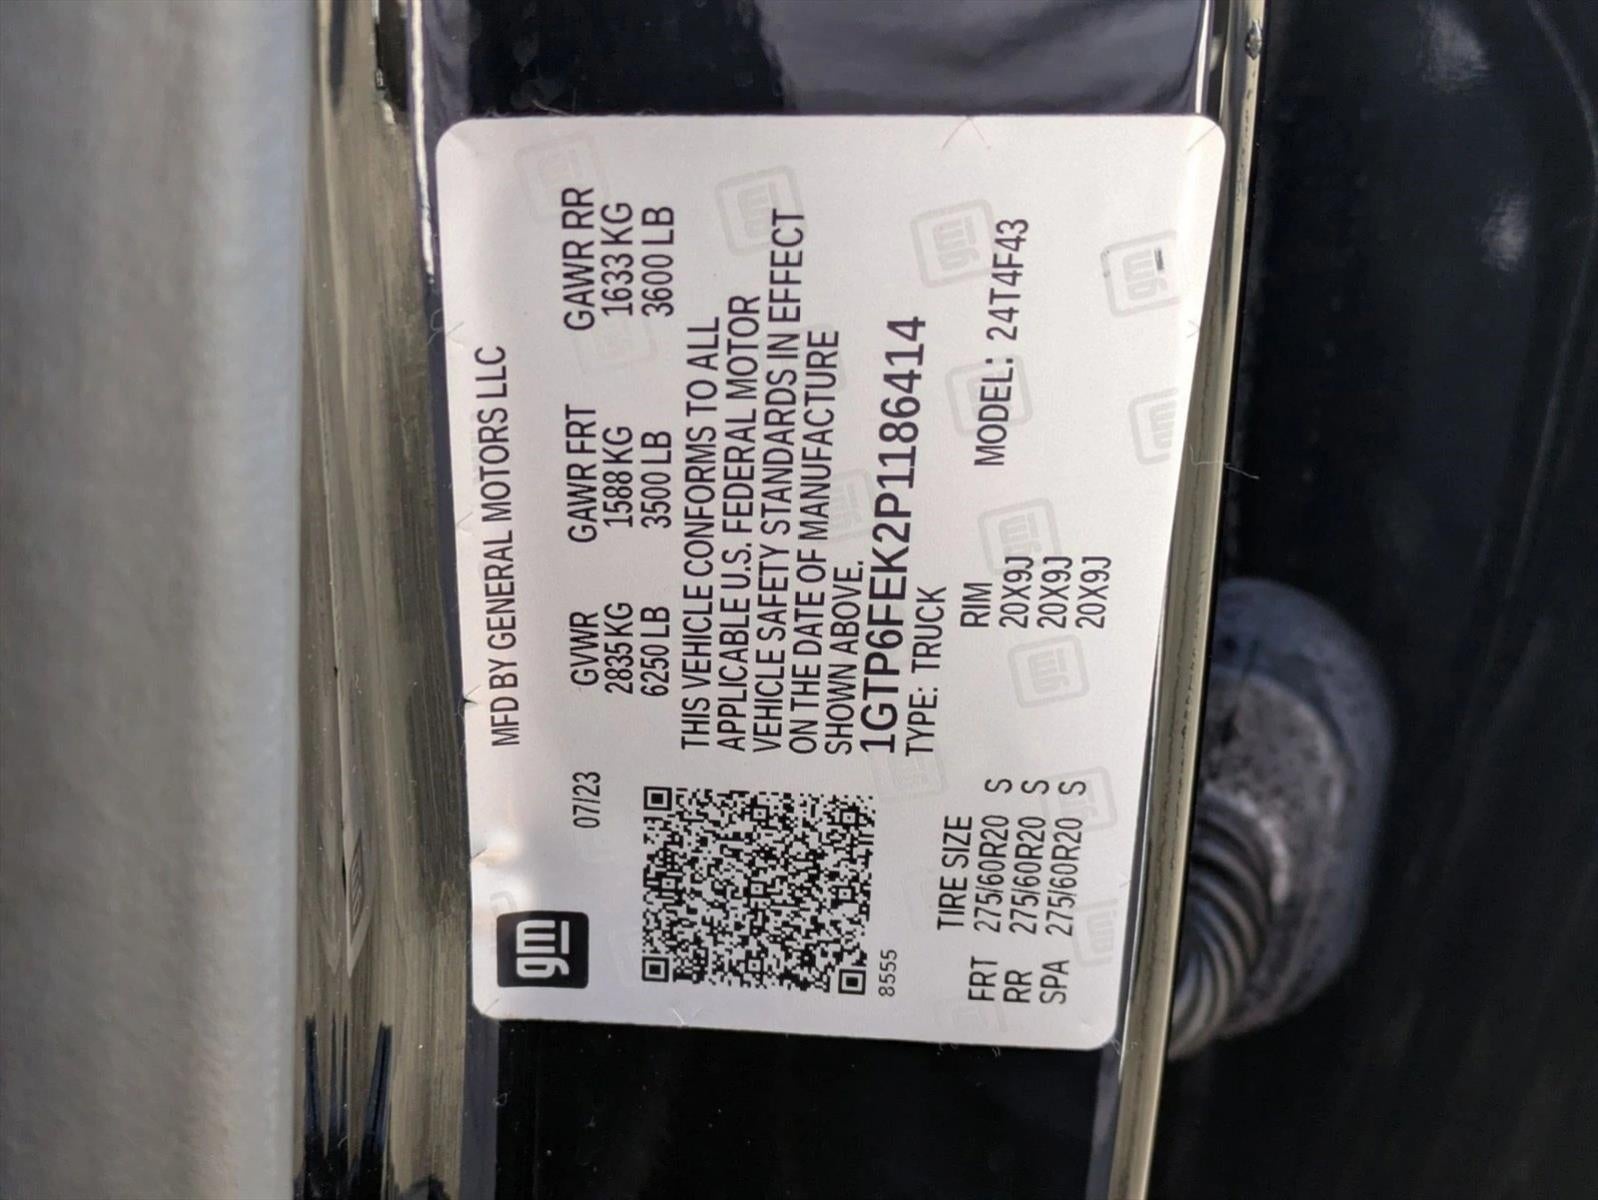 gm
07/23
MFD BY GENERAL MOTORS LLC
GVWR GAWR FRT GAWR RR
2835 KG 1588 KG 1633 KG
6250 LB 3500 LB 3600 LB
THIS VEHICLE CONFORMS TO ALL
APPLICABLE U.S. FEDERAL MOTOR
VEHICLE SAFETY STANDARDS IN EFFECT
ON THE DATE OF MANUFACTURE
SHOWN ABOVE.
1GTP6FEK2P1186414
TYPE: TRUCK
8555
MODEL: 24T4F43
TIRE SIZE RIM
FRT 275/60R20 S 20X9J
RR 275/60R20 S 20X9J
SPA 275/60R20 S 20X9J